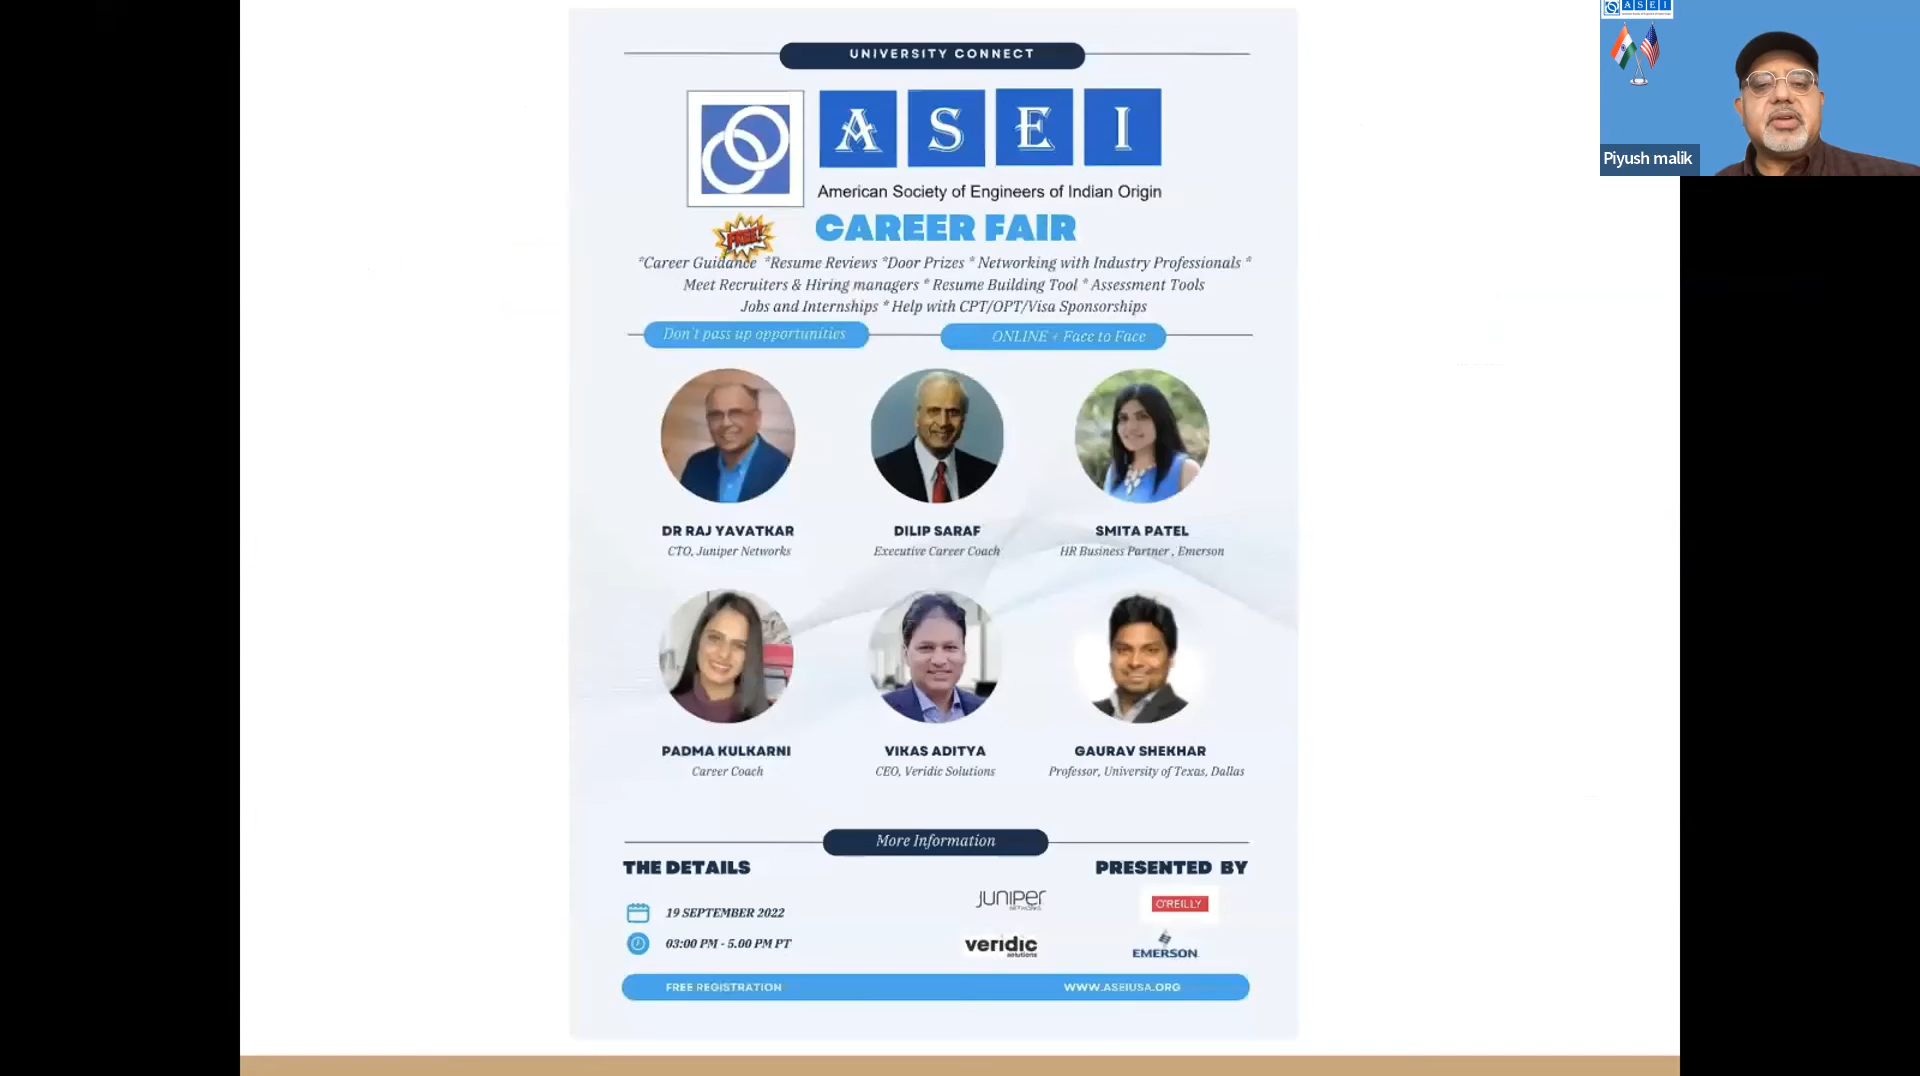 A S E I
UNIVERSITY CONNECT
A S E I
American Society of Engineers of Indian Origin
FREE!
CAREER FAIR
*Career Guidance *Resume Reviews *Door Prizes * Networking with Industry Professionals *
Meet Recruiters & Hiring managers * Resume Building Tool * Assessment Tools
Jobs and Internships * Help with CPT/OPT/Visa Sponsorships
Don't pass up opportunities
ONLINE + Face to Face
DR RAJ YAVATKAR
CTO, Juniper Networks
DILIP SARAF
Executive Career Coach
SMITA PATEL
HR Business Partner , Emerson
PADMA KULKARNI
Career Coach
VIKAS ADITYA
CEO, Veridic Solutions
GAURAV SHEKHAR
Professor, University of Texas, Dallas
More Information
THE DETAILS
19 SEPTEMBER 2022
03:00 PM - 5.00 PM PT
PRESENTED BY
JUNIPER
NETWORKS
O'REILLY
veridic
solutions
EMERSON
FREE REGISTRATION
WWW.ASEIUSA.ORG
Piyush malik